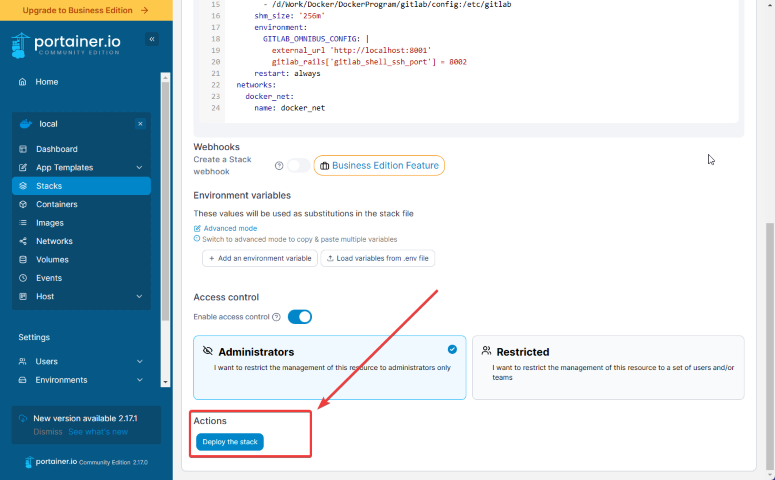 Upgrade to Business Edition →
portainer.io
COMMUNITY EDITION
Home
local
Dashboard
App Templates
Stacks
Containers
Images
Networks
Volumes
Events
Host
Settings
Users
Environments
New version available 2.17.1
Dismiss See what's new
portainer.io Community Edition 2.17.0
15 - /d/Work/Docker/DockerProgram/gitlab/config:/etc/gitlab
16 shm_size: '256m'
17 environment:
18 GITLAB_OMNIBUS_CONFIG: |
19 external_url 'http://localhost:8001'
20 gitlab_rails['gitlab_shell_ssh_port'] = 8002
21 restart: always
22 networks:
23 docker_net:
24 name: docker_net
Webhooks
Create a Stack
webhook
Business Edition Feature
Environment variables
These values will be used as substitutions in the stack file
Advanced mode
Switch to advanced mode to copy & paste multiple variables
+ Add an environment variable
Load variables from .env file
Access control
Enable access control
Administrators
I want to restrict the management of this resource to administrators only
Restricted
I want to restrict the management of this resource to a set of users and/or
teams
Actions
Deploy the stack